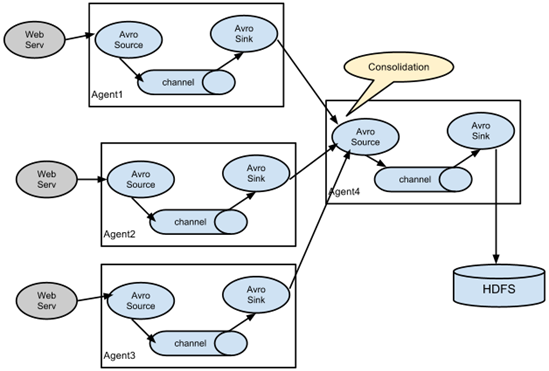 Web
Serv
Avro
Source
Avro
Sink
channel
Agent1
Consolidation
Web
Serv
Avro
Source
Avro
Sink
channel
Agent2
Avro
Source
Avro
Sink
channel
Agent4
Web
Serv
Avro
Source
Avro
Sink
channel
Agent3
HDFS